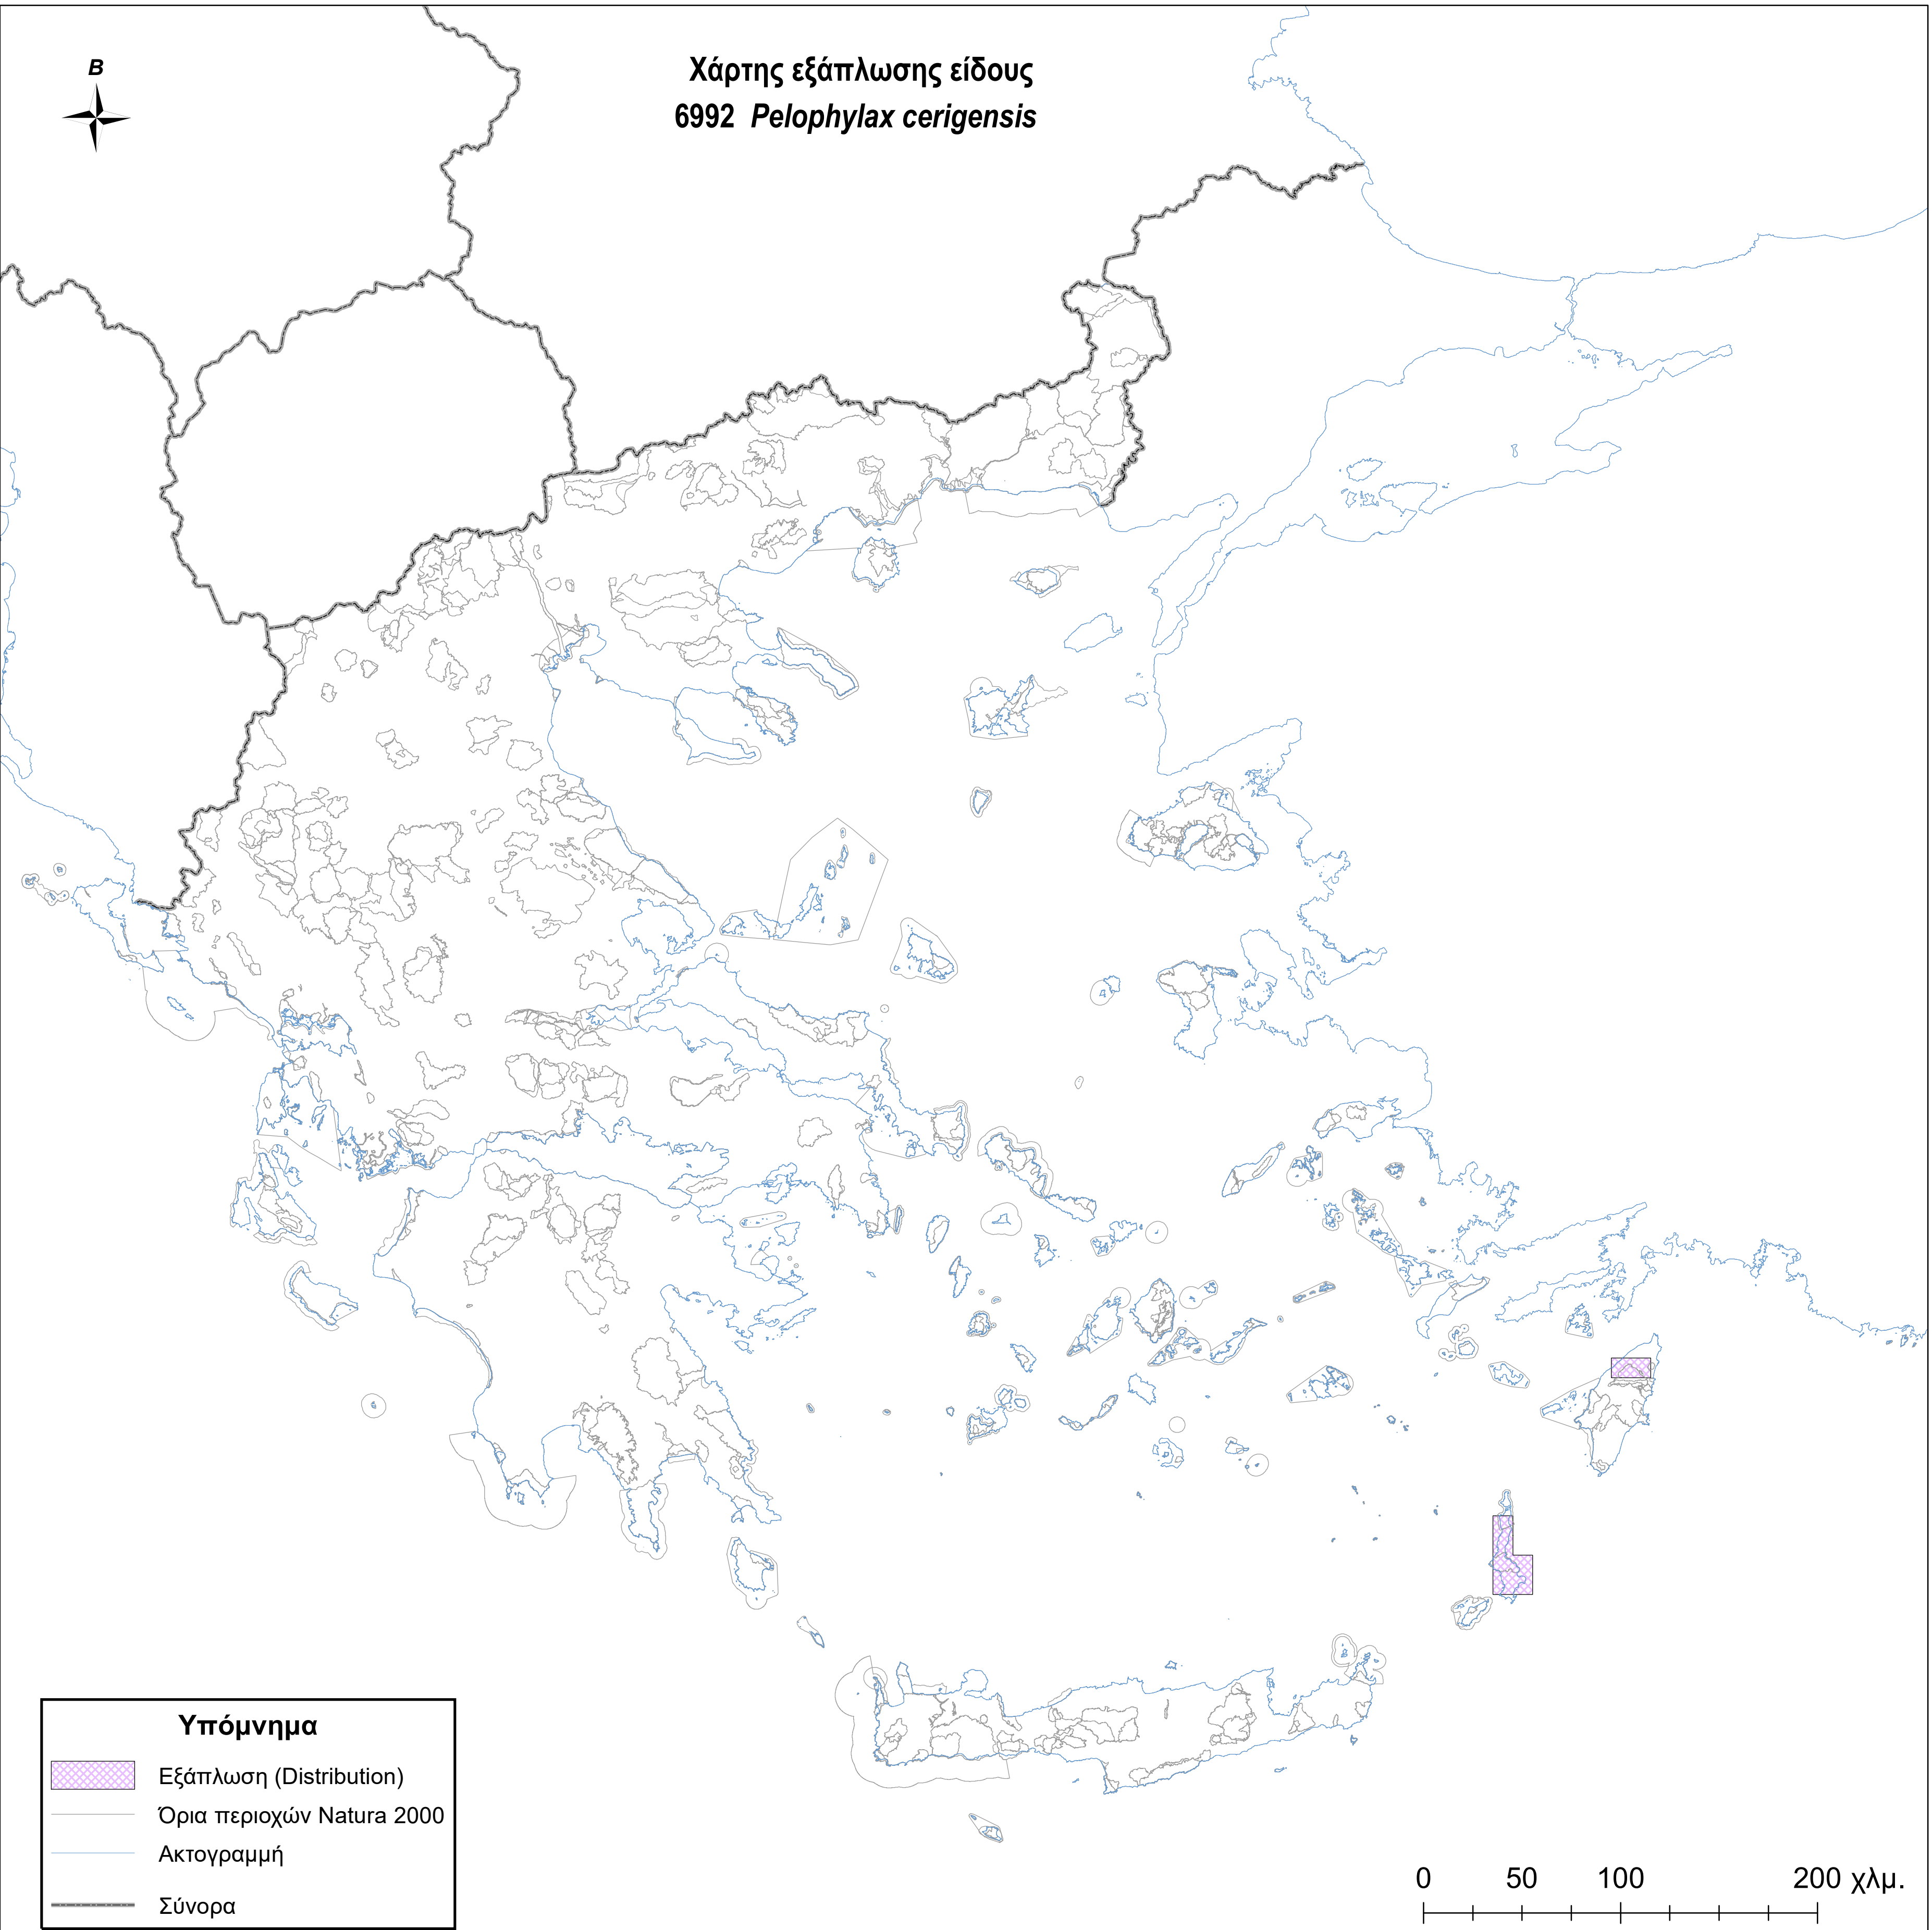 B
Χάρτης εξάπλωσης είδους
6992 Pelophylax cerigensis
Υπόμνημα
Εξάπλωση (Distribution)
Όρια περιοχών Natura 2000
Ακτογραμμή
Σύνορα
0 50 100 200 χλμ.